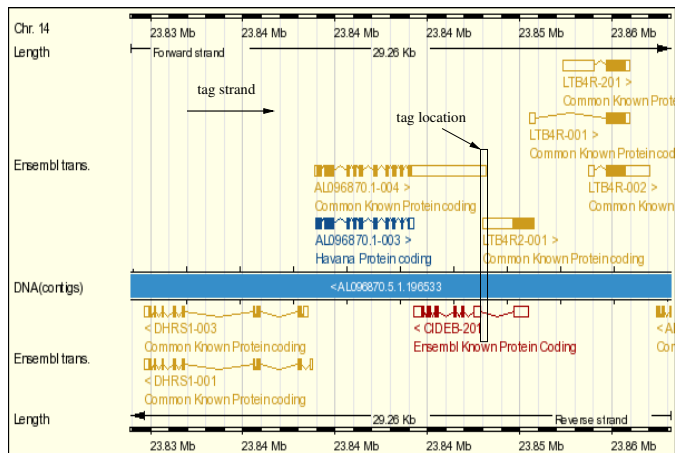 Chr. 14
23.83 Mb 23.84 Mb 23.84 Mb 23.84 Mb 23.85 Mb 23.86 Mb
Length Forward strand 29.26 Kb
LTB4R-201 >
Common Known Prote
tag strand
tag location
LTB4R-001 >
Common Known Protein codin
Ensembl trans.
AL096870.1-004 > LTB4R-002 >
Common Known Protein coding Common Known
AL096870.1-003 > LTB4R2-001 >
Havana Protein coding Common Known Protein coding
DNA(contigs) <AL096870.5.1.196533
< DHRS1-003 < CIDEB-201 < Al
Common Known Protein coding Ensembl Known Protein Coding Con
Ensembl trans.
< DHRS1-001
Common Known Protein coding
Length 29.26 Kb Reverse strand
23.83 Mb 23.84 Mb 23.84 Mb 23.84 Mb 23.85 Mb 23.86 Mb